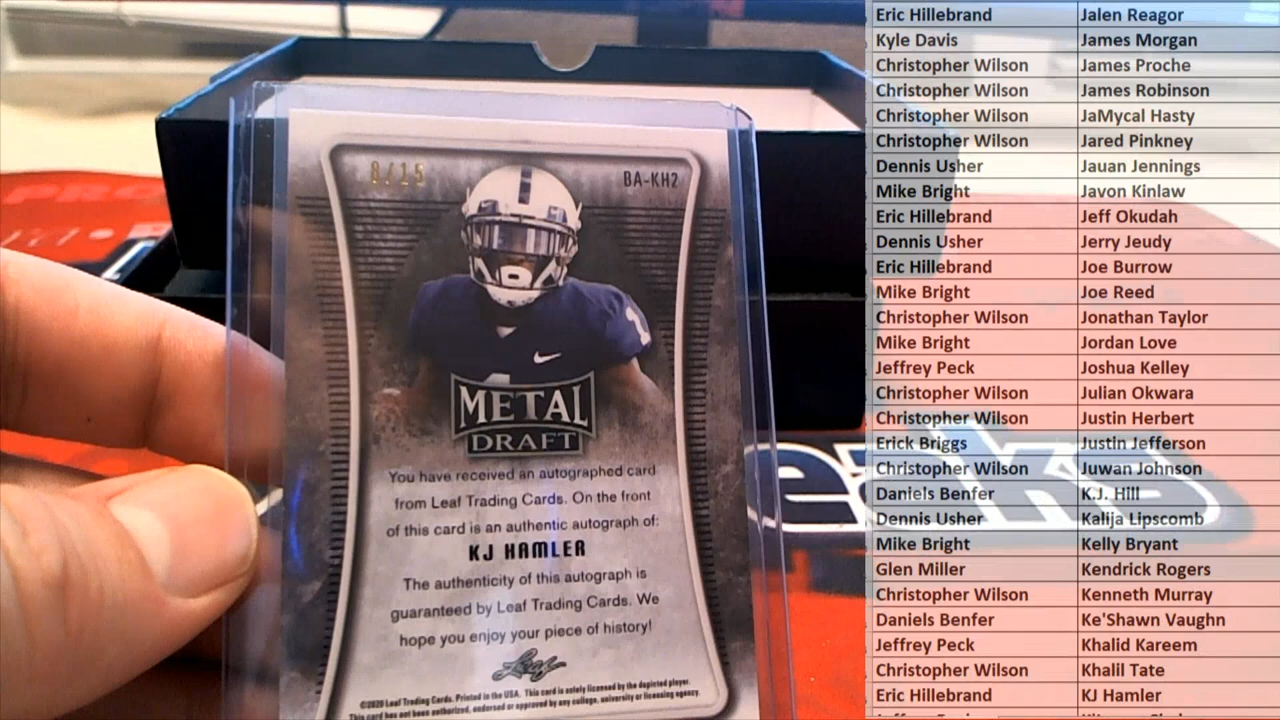 8/15
BA-KH2
1
METAL
DRAFT
You have received an autographed card
from Leaf Trading Cards. On the front
of this card is an authentic autograph of:
KJ HAMLER
The authenticity of this autograph is
guaranteed by Leaf Trading Cards. We
hope you enjoy your piece of history!
Leaf
©2020 Leaf Trading Cards. Printed in the USA. This card is solely licensed by the depicted player.
This card has not been authorized, endorsed or approved by any college, university or licensing agency.
PRO
eaks
Eric Hillebrand Jalen Reagor
Kyle Davis James Morgan
Christopher Wilson James Proche
Christopher Wilson James Robinson
Christopher Wilson JaMycal Hasty
Christopher Wilson Jared Pinkney
Dennis Usher Jauan Jennings
Mike Bright Javon Kinlaw
Eric Hillebrand Jeff Okudah
Dennis Usher Jerry Jeudy
Eric Hillebrand Joe Burrow
Mike Bright Joe Reed
Christopher Wilson Jonathan Taylor
Mike Bright Jordan Love
Jeffrey Peck Joshua Kelley
Christopher Wilson Julian Okwara
Christopher Wilson Justin Herbert
Erick Briggs Justin Jefferson
Christopher Wilson Juwan Johnson
Daniels Benfer K.J. Hill
Dennis Usher Kalija Lipscomb
Mike Bright Kelly Bryant
Glen Miller Kendrick Rogers
Christopher Wilson Kenneth Murray
Daniels Benfer Ke'Shawn Vaughn
Jeffrey Peck Khalid Kareem
Christopher Wilson Khalil Tate
Eric Hillebrand KJ Hamler